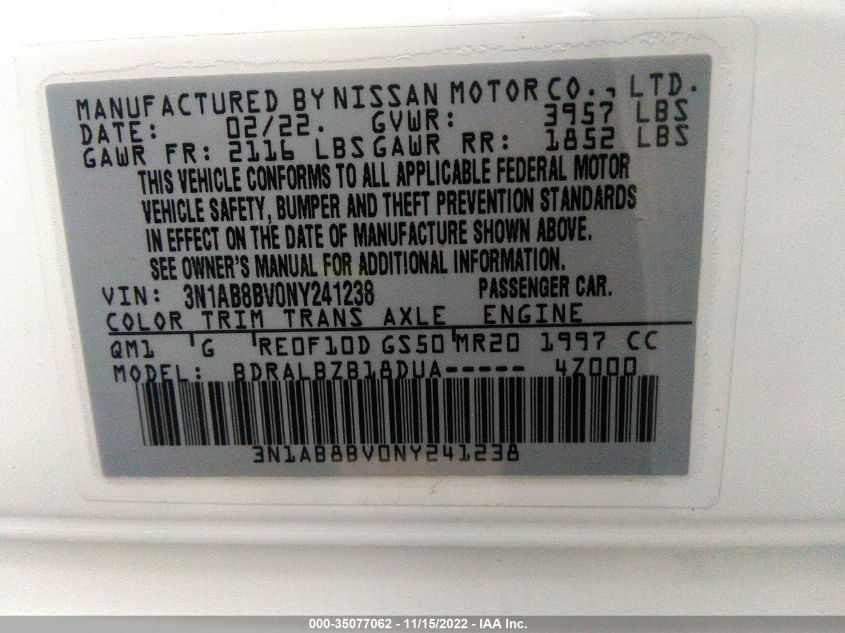 MANUFACTURED BY NISSAN MOTOR CO., LTD.
DATE: 02/22. GVWR: 3957 LBS
GAWR FR: 2116 LBS GAWR RR: 1852 LBS
THIS VEHICLE CONFORMS TO ALL APPLICABLE FEDERAL MOTOR
VEHICLE SAFETY, BUMPER AND THEFT PREVENTION STANDARDS
IN EFFECT ON THE DATE OF MANUFACTURE SHOWN ABOVE.
SEE OWNER'S MANUAL FOR ADDITIONAL INFORMATION.
VIN: 3N1AB8BV0NY241238 PASSENGER CAR.
COLOR TRIM TRANS AXLE ENGINE
QM1 'G 'RE0F10D GS50'MR20 1997 CC
MODEL: BDRALBZB18DUA----- 4Z000
3N1AB8BV0NY241238
000-35077062 - 11/15/2022 - IAA Inc.